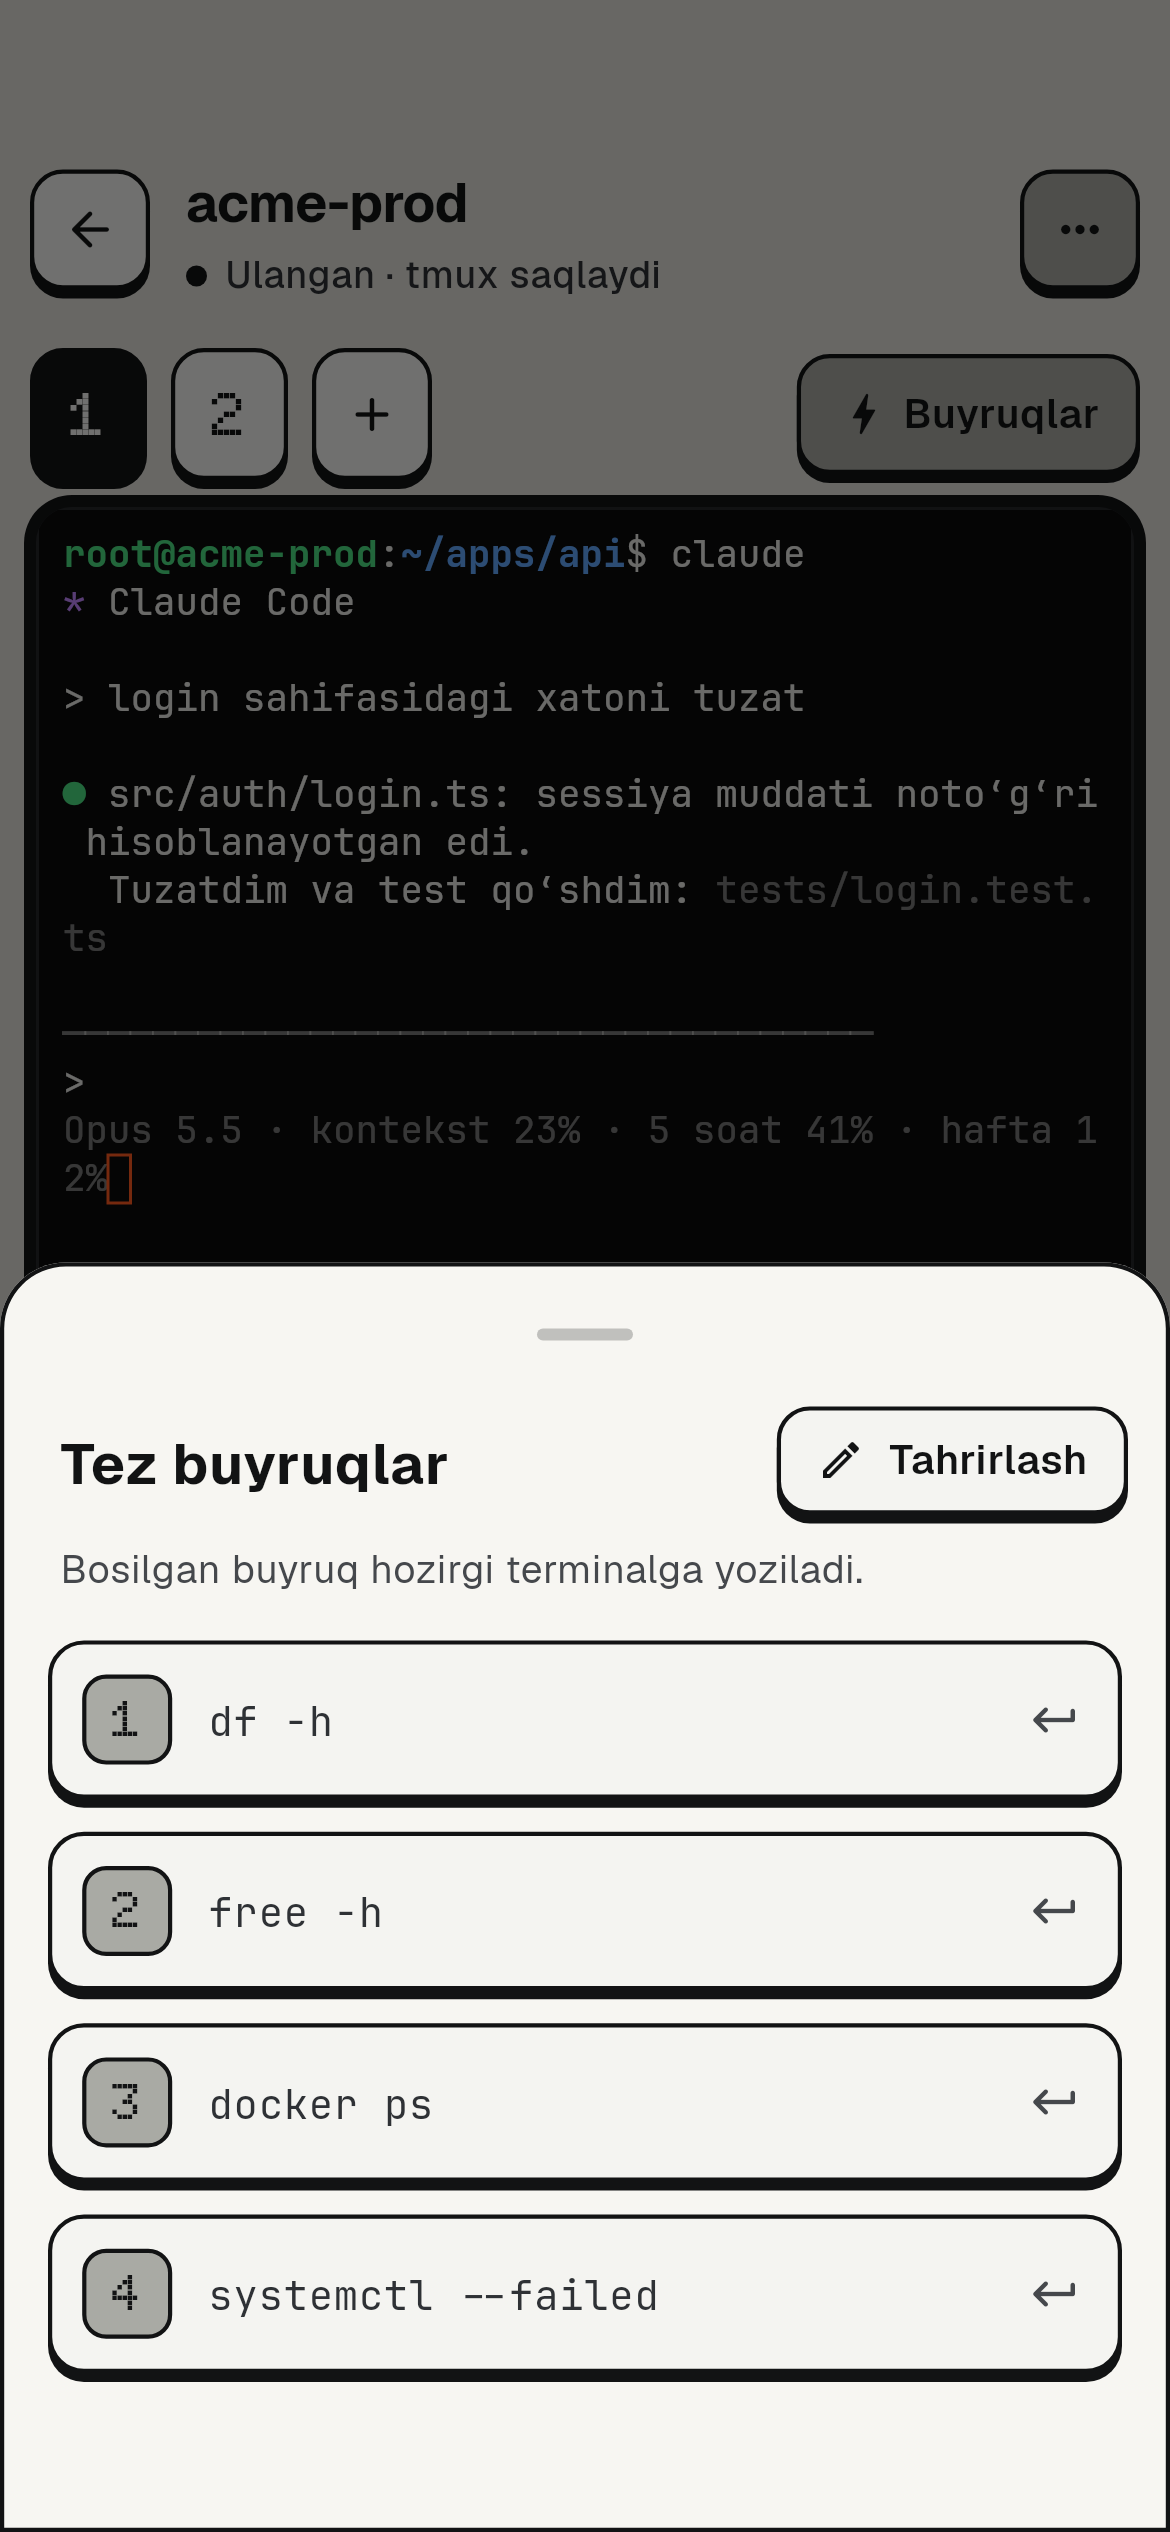 acme-prod
Ulangan · tmux saqlaydi
1
2
Buyruqlar
root@acme-prod:~/apps/api$ claude
* Claude Code
> login sahifasidagi xatoni tuzat
● src/auth/login.ts: sessiya muddati noto‘g‘ri
hisoblanayotgan edi.
Tuzatdim va test qo‘shdim: tests/login.test.
ts
>
Opus 5.5 · kontekst 23% · 5 soat 41% · hafta 1
2%
Tez buyruqlar
Tahrirlash
Bosilgan buyruq hozirgi terminalga yoziladi.
1 df -h
2 free -h
3 docker ps
4 systemctl --failed